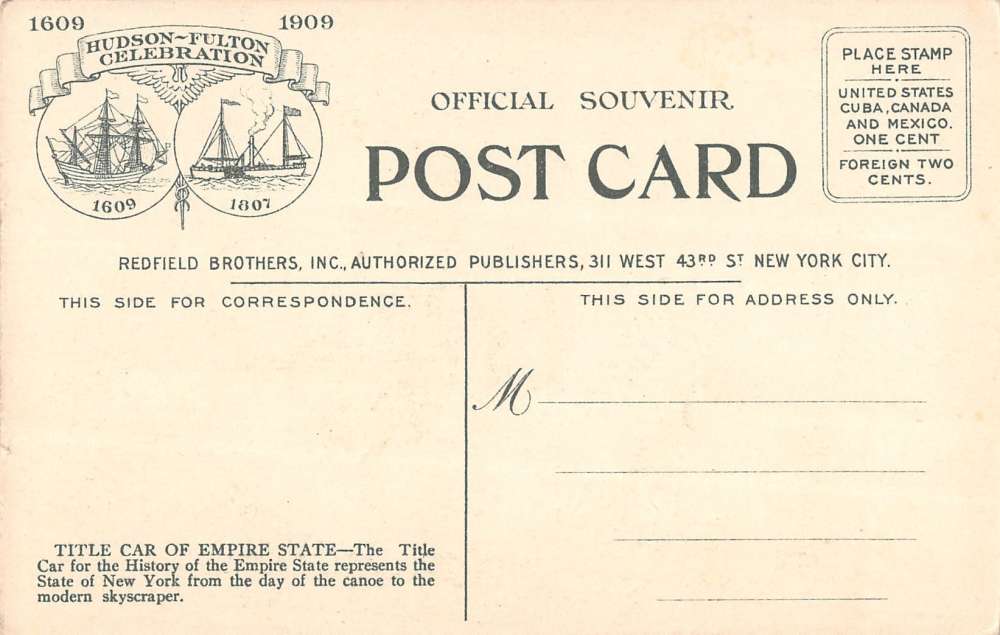 1609 1909
HUDSON~FULTON
CELEBRATION
1609 1807
OFFICIAL SOUVENIR.
POST CARD
PLACE STAMP
HERE
UNITED STATES
CUBA, CANADA
AND MEXICO.
ONE CENT
FOREIGN TWO
CENTS.
REDFIELD BROTHERS, INC., AUTHORIZED PUBLISHERS, 311 WEST 43RD ST NEW YORK CITY.
THIS SIDE FOR CORRESPONDENCE.
THIS SIDE FOR ADDRESS ONLY.
M
TITLE CAR OF EMPIRE STATE—The Title
Car for the History of the Empire State represents the
State of New York from the day of the canoe to the
modern skyscraper.